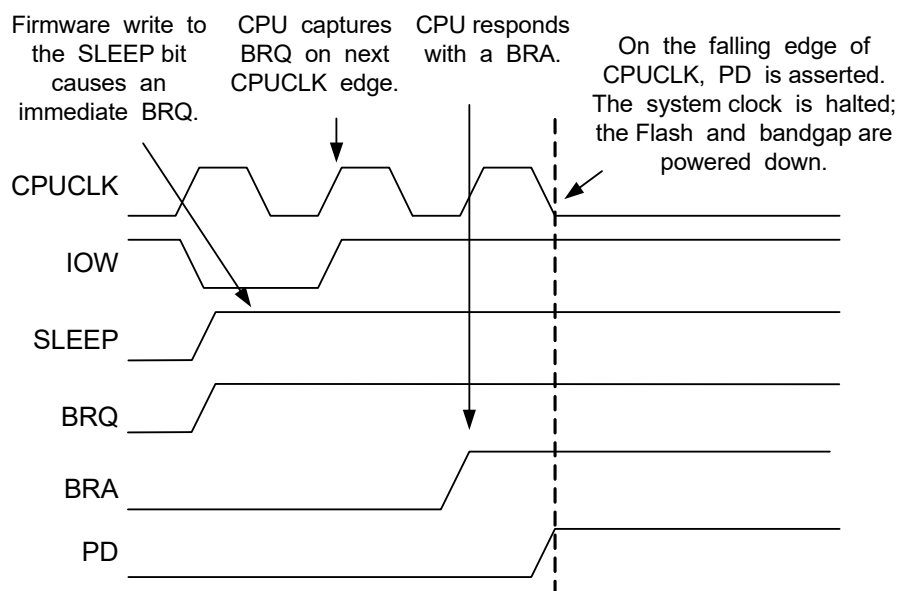 Firmware write to
the SLEEP bit
causes an
immediate BRQ.
CPU captures
BRQ on next
CPUCLK edge.
CPU responds
with a BRA.
On the falling edge of
CPUCLK, PD is asserted.
The system clock is halted;
the Flash and bandgap are
powered down.
CPUCLK
IOW
SLEEP
BRQ
BRA
PD